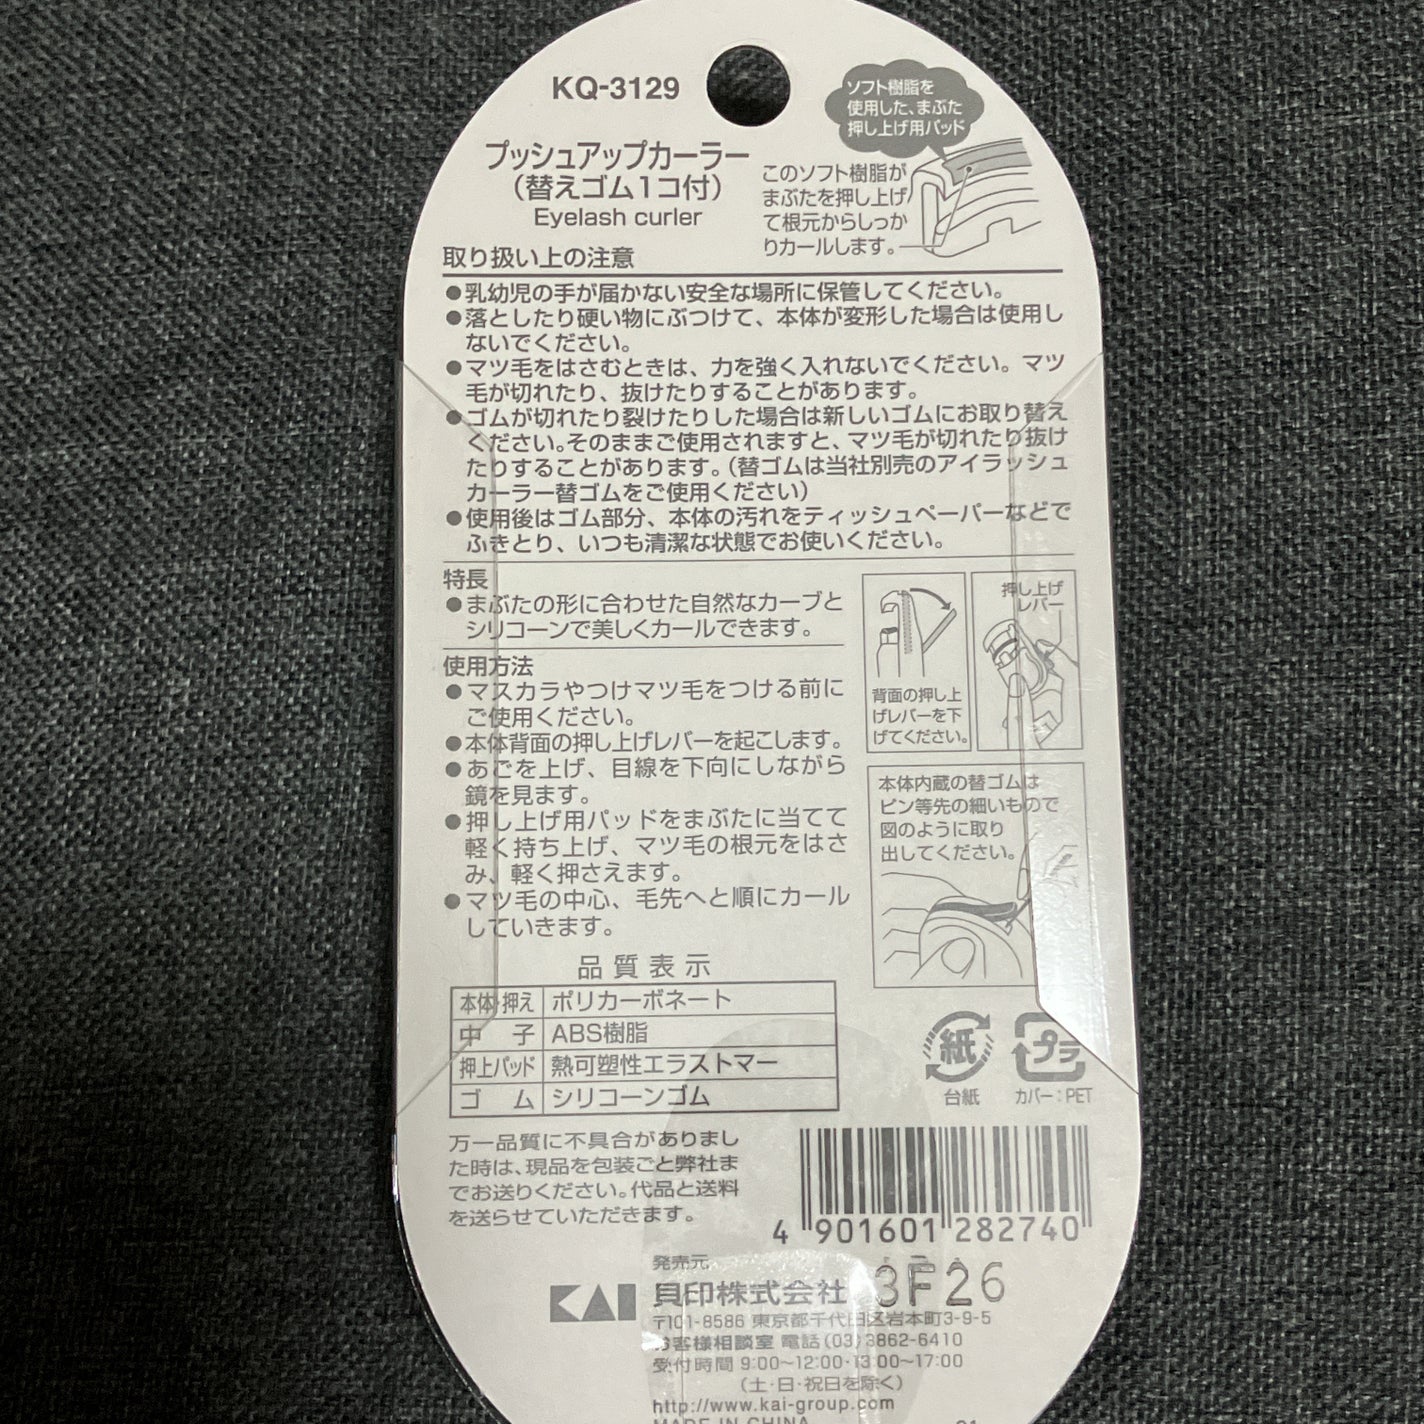 KQ-3129
プッシュアップカーラー
(替えゴム1コ付)
Eyelash curler
ソフト樹脂を
使用した、まぶた
押し上げ用パッド
このソフト樹脂が
まぶたを押し上げ
て根元からしっか
りカールします。
取り扱い上の注意
●乳幼児の手が届かない安全な場所に保管してください。
●落としたり硬い物にぶつけて、本体が変形した場合は使用し
ないでください。
●マツ毛をはさむときは、力を強く入れないでください。マツ
毛が切れたり、抜けたりすることがあります。
●ゴムが切れたり裂けたりした場合は新しいゴムにお取り替え
ください。そのままご使用されますと、マツ毛が切れたり抜け
たりすることがあります。(替ゴムは当社別売のアイラッシュ
カーラー替ゴムをご使用ください)
●使用後はゴム部分、本体の汚れをティッシュペーパーなどで
ふきとり、いつも清潔な状態でお使いください。
特長
●まぶたの形に合わせた自然なカーブと
シリコーンで美しくカールできます。
使用方法
●マスカラやつけマツ毛をつける前に
ご使用ください。
●本体背面の押し上げレバーを起こします。
●あごを上げ、目線を下向にしながら
鏡を見ます。
●押し上げ用パッドをまぶたに当てて
軽く持ち上げ、マツ毛の根元をはさ
み、軽く押さえます。
●マツ毛の中心、毛先へと順にカール
していきます。
背面の押し上
げレバーを下
げてください。
押し上げ
レバー
本体内蔵の替ゴムは
ピン等先の細いもので
図のように取り
出してください。
品質表示
本体・押え ポリカーボネート
中子 ABS樹脂
押上パッド 熱可塑性エラストマー
ゴム シリコーンゴム
紙
台紙
プラ
カバー:PET
万一品質に不具合がありまし
た時は、現品を包装ごと弊社ま
でお送りください。代品と送料
を送らせていただきます。
4 901601 282740
発売元
KAI 貝印株式会社
3F26
〒101-8586 東京都千代田区岩本町3-9-5
お客様相談室 電話(03)3862-6410
受付時間 9:00~12:00・13:00~17:00
(土・日・祝日を除く)
http://www.kai-group.com
MADE IN CHINA